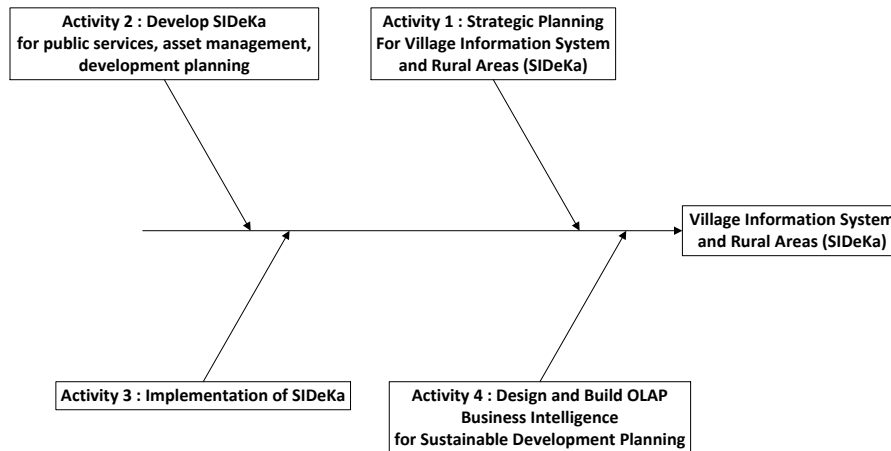 Activity 2 : Develop SIDeKa
for public services, asset management,
development planning
Activity 1 : Strategic Planning
For Village Information System
and Rural Areas (SIDeKa)
Village Information System
and Rural Areas (SIDeKa)
Activity 3 : Implementation of SIDeKa
Activity 4 : Design and Build OLAP
Business Intelligence
for Sustainable Development Planning